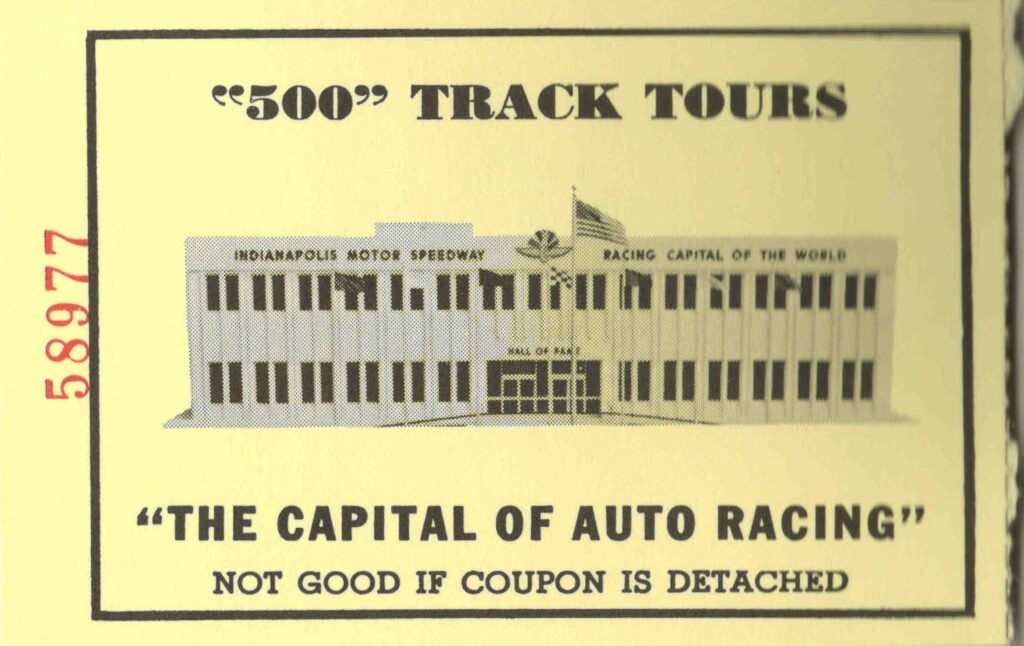 "500" TRACK TOURS
INDIANAPOLIS MOTOR SPEEDWAY RACING CAPITAL OF THE WORLD
HALL OF FAME
58977
"THE CAPITAL OF AUTO RACING"
NOT GOOD IF COUPON IS DETACHED